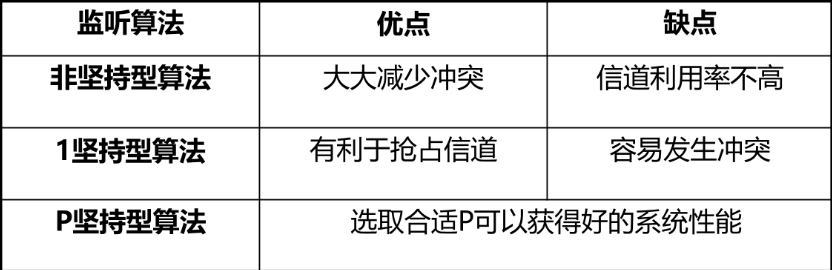 监听算法 优点 缺点
非坚持型算法 大大减少冲突 信道利用率不高
1坚持型算法 有利于抢占信道 容易发生冲突
P坚持型算法 选取合适P可以获得好的系统性能